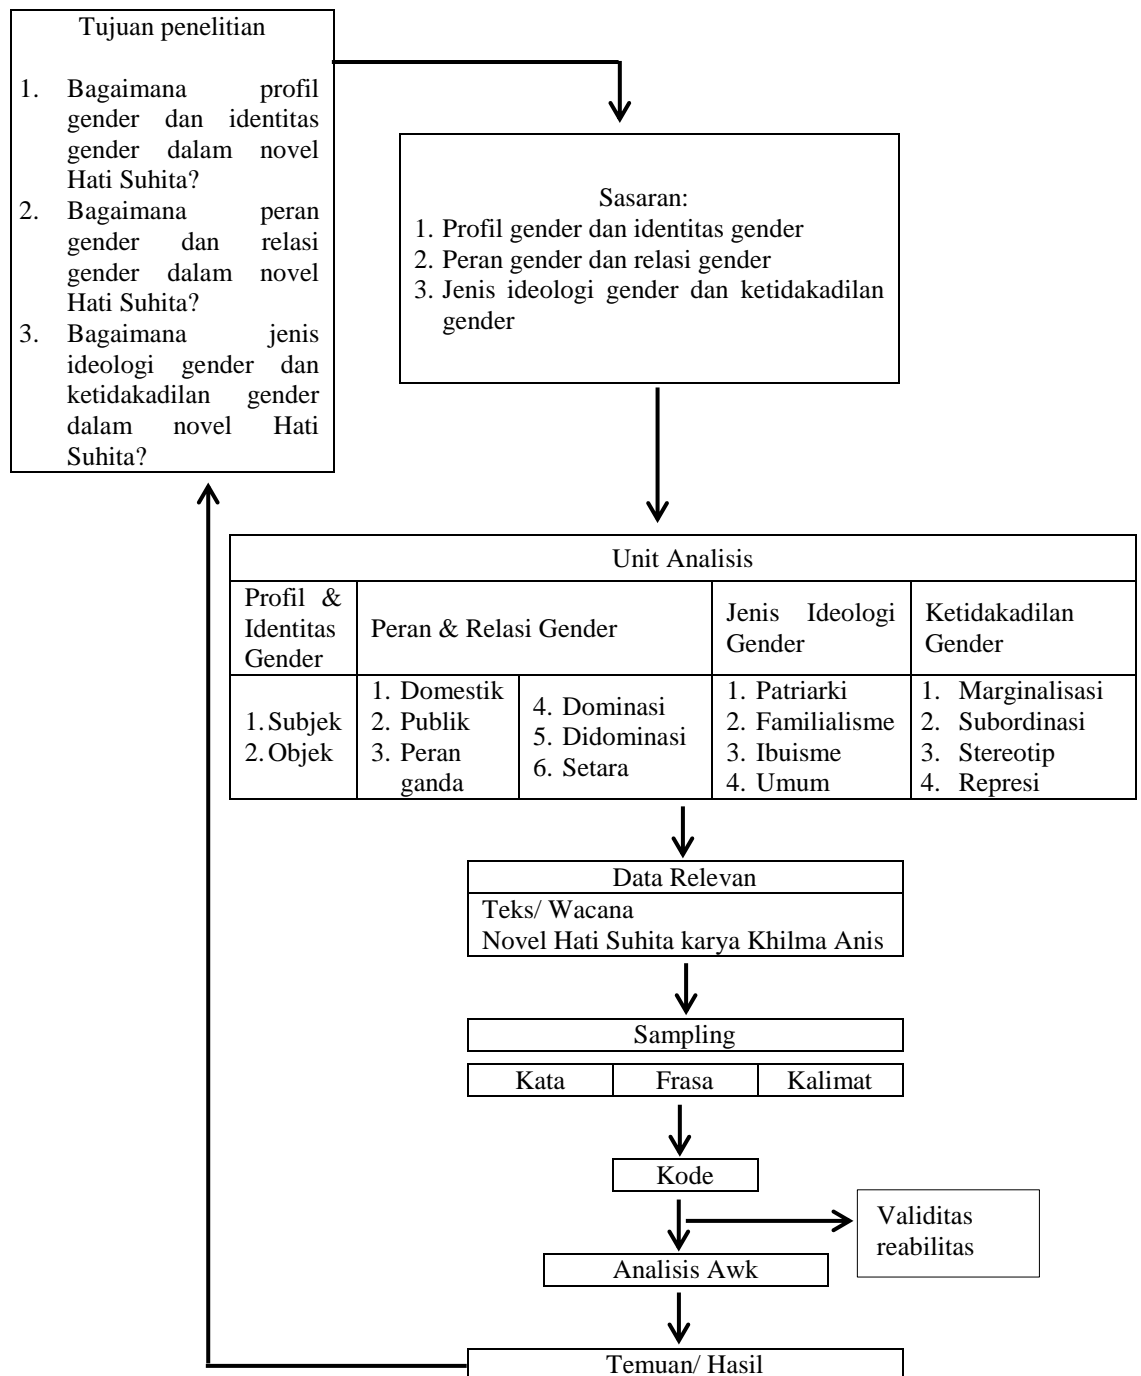 Tujuan penelitian
1. Bagaimana profil
gender dan identitas
gender dalam novel
Hati Suhita?
2. Bagaimana peran
gender dan relasi
gender dalam novel
Hati Suhita?
3. Bagaimana jenis
ideologi gender dan
ketidakadilan gender
dalam novel Hati
Suhita?
Sasaran:
1. Profil gender dan identitas gender
2. Peran gender dan relasi gender
3. Jenis ideologi gender dan ketidakadilan
gender
Unit Analisis
Profil &
Identitas
Gender
Peran & Relasi Gender
Jenis Ideologi
Gender
Ketidakadilan
Gender
1. Subjek
2. Objek
1. Domestik
2. Publik
3. Peran
ganda
4. Dominasi
5. Didominasi
6. Setara
1. Patriarki
2. Familialisme
3. Ibuisme
4. Umum
1. Marginalisasi
2. Subordinasi
3. Stereotip
4. Represi
Data Relevan
Teks/ Wacana
Novel Hati Suhita karya Khilma Anis
Sampling
Kata Frasa Kalimat
Kode
Validitas
reabilitas
Analisis Awk
Temuan/ Hasil